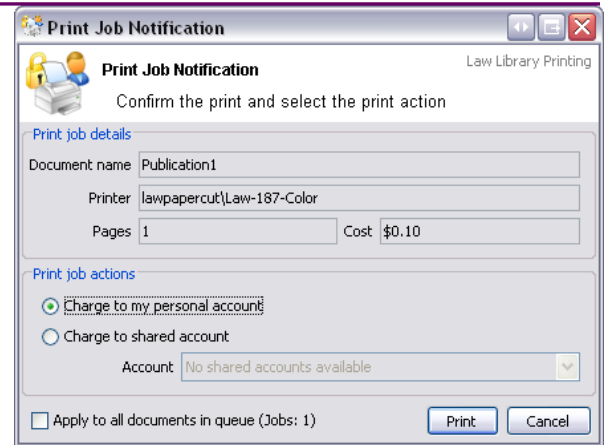 Print Job Notification
Print Job Notification
Law Library Printing
Confirm the print and select the print action
Print job details
Document name Publication1
Printer lawpapercut\Law-187-Color
Pages 1 Cost $0.10
Print job actions
Charge to my personal account
Charge to shared account
Account No shared accounts available
Apply to all documents in queue (Jobs: 1) Print Cancel